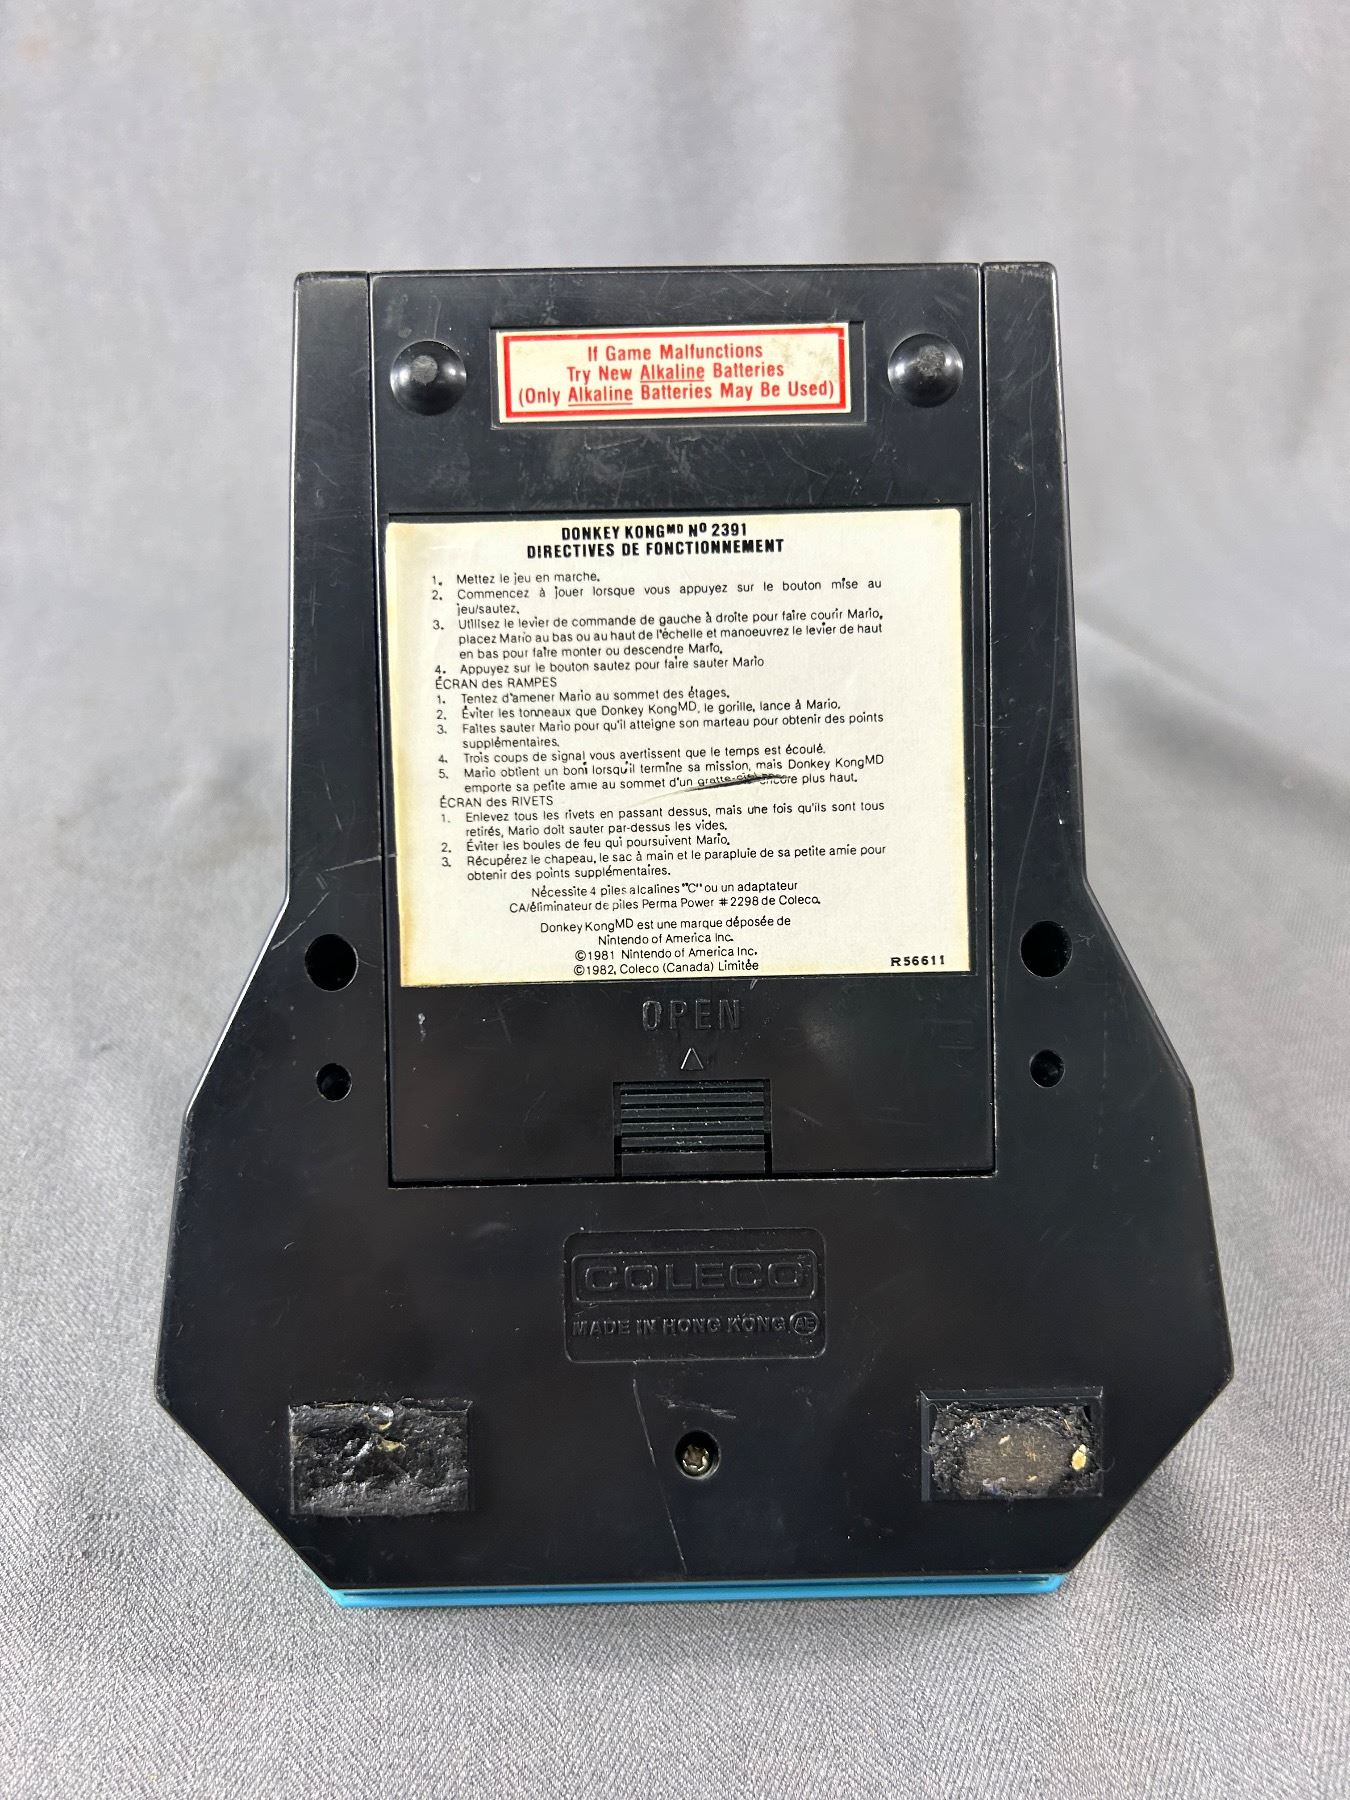 If Game Malfunctions
Try New Alkaline Batteries
(Only Alkaline Batteries May Be Used)
DONKEY KONGMD No 2391
DIRECTIVES DE FONCTIONNEMENT
1. Mettez le jeu en marche.
2. Commencez à jouer lorsque vous appuyez sur le bouton mise au
jeu/sautez.
3. Utilisez le levier de commande de gauche à droite pour faire courir Mario,
placez Mario au bas ou au haut de l'échelle et manoeuvrez le levier de haut
en bas pour faire monter ou descendre Mario.
4. Appuyez sur le bouton sautez pour faire sauter Mario
ÉCRAN des RAMPES
1. Tentez d'amener Mario au sommet des étages.
2. Éviter les tonneaux que Donkey KongMD, le gorille, lance à Mario.
3. Faites sauter Mario pour qu'il atteigne son marteau pour obtenir des points
supplémentaires.
4. Trois coups de signal vous avertissent que le temps est écoulé.
5. Mario obtient un boni lorsqu'il termine sa mission, mais Donkey KongMD
emporte sa petite amie au sommet d'un gratte-ciel encore plus haut.
ÉCRAN des RIVETS
1. Enlevez tous les rivets en passant dessus, mais une fois qu'ils sont tous
retirés, Mario doit sauter par-dessus les vides.
2. Éviter les boules de feu qui poursuivent Mario.
3. Récupérez le chapeau, le sac à main et le parapluie de sa petite amie pour
obtenir des points supplémentaires.
Nécessite 4 piles alcalines "C" ou un adaptateur
CA/éliminateur de piles Perma Power #2298 de Coleco.
Donkey KongMD est une marque déposée de
Nintendo of America Inc.
©1981 Nintendo of America Inc.
©1982, Coleco (Canada) Limitée
R56611
OPEN
COLECO
MADE IN HONG KONG AE